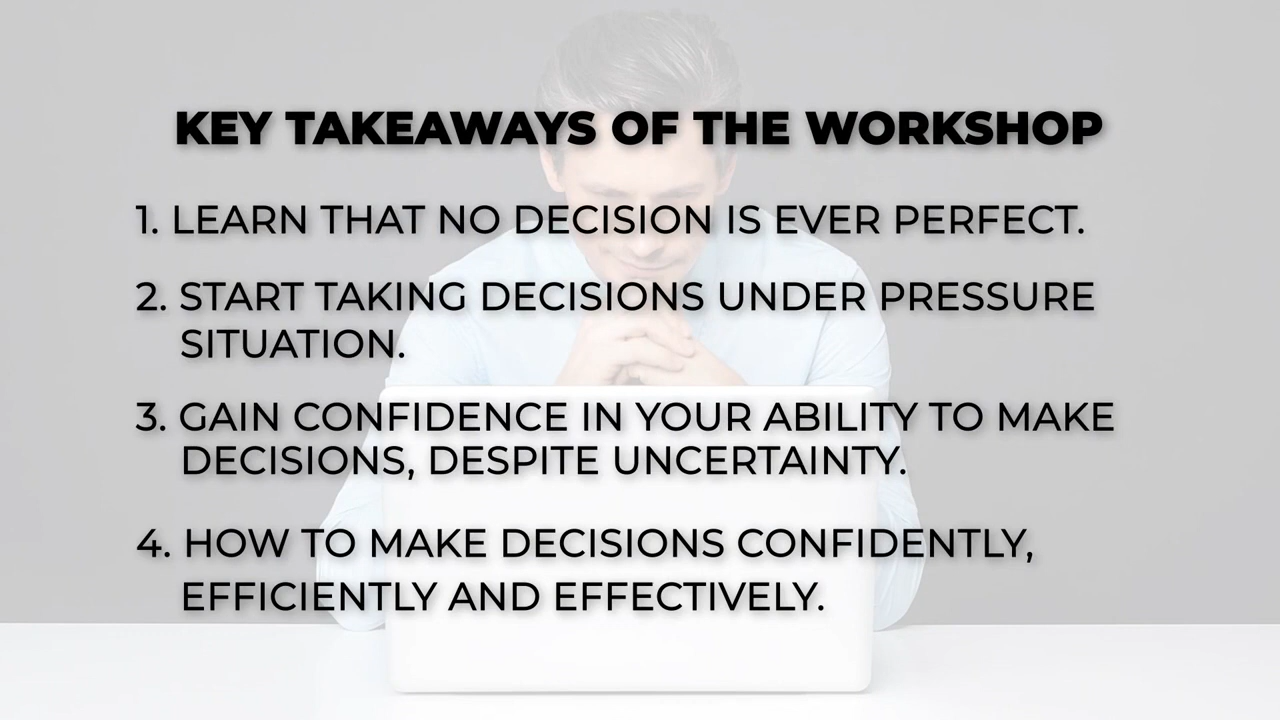 KEY TAKEAWAYS OF THE WORKSHOP
1. LEARN THAT NO DECISION IS EVER PERFECT.
2. START TAKING DECISIONS UNDER PRESSURE
SITUATION.
3. GAIN CONFIDENCE IN YOUR ABILITY TO MAKE
DECISIONS, DESPITE UNCERTAINTY.
4. HOW TO MAKE DECISIONS CONFIDENTLY,
EFFICIENTLY AND EFFECTIVELY.